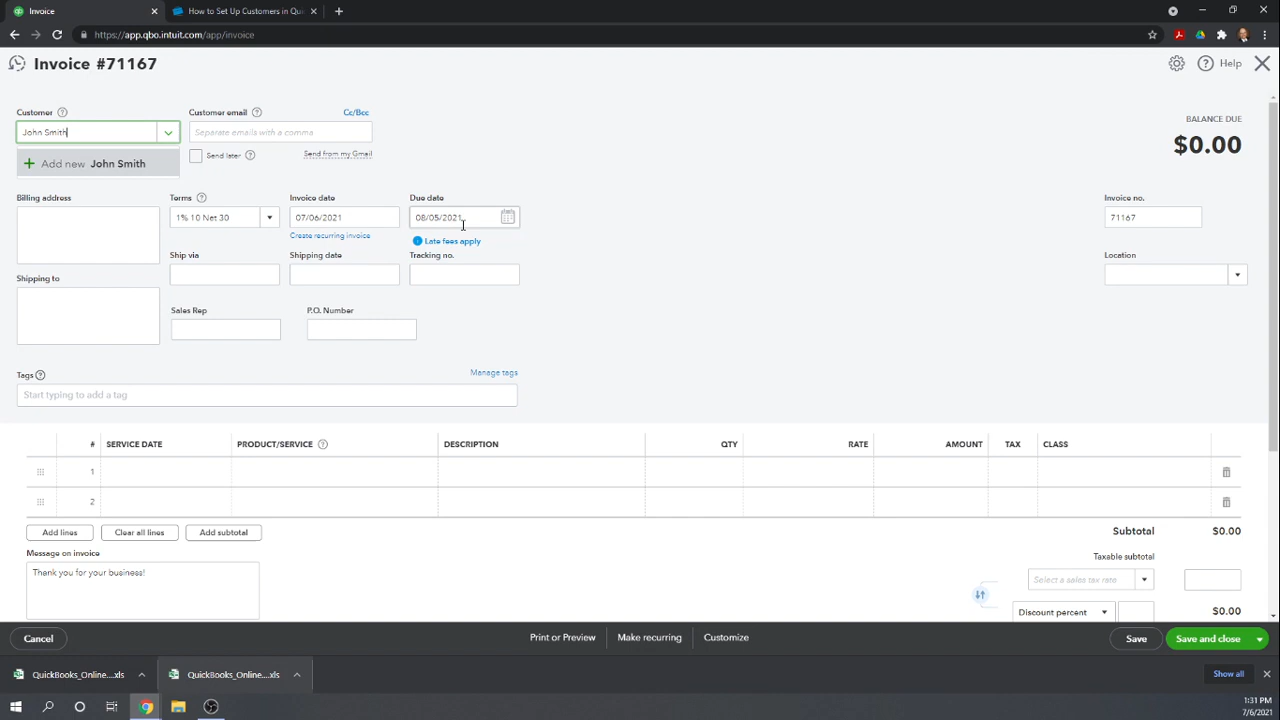 Invoice
How to Set Up Customers in Qui
https://app.qbo.intuit.com/app/invoice
Invoice #71167
Help
Customer
Customer email
Cc/Bcc
BALANCE DUE
John Smith
Separate emails with a comma
$0.00
Send later
Send from my Gmail
Add new John Smith
Billing address
Terms
Invoice date
Due date
Invoice no.
1% 10 Net 30
07/06/2021
08/05/2021
71167
Create recurring invoice
Late fees apply
Ship via
Shipping date
Tracking no.
Location
Shipping to
Sales Rep
P.O. Number
Tags
Manage tags
Start typing to add a tag
# SERVICE DATE PRODUCT/SERVICE DESCRIPTION QTY RATE AMOUNT TAX CLASS
1
2
Add lines
Clear all lines
Add subtotal
Subtotal $0.00
Message on invoice
Taxable subtotal
Thank you for your business!
Select a sales tax rate
Discount percent
$0.00
Cancel
Print or Preview
Make recurring
Customize
Save
Save and close
QuickBooks_Online....xls
QuickBooks_Online....xls
Show all
1:31 PM
7/6/2021